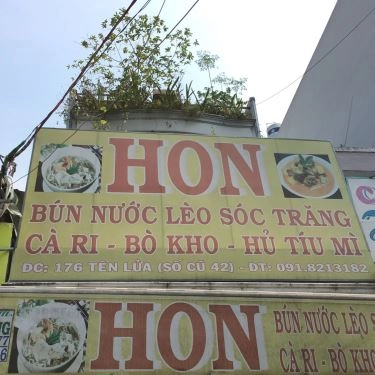 HON
BÚN NƯỚC LÈO SÓC TRĂNG
CÀ RI - BÒ KHO - HỦ TÍU MÌ
ĐC: 176 TÊN LỬA (SỐ CŨ 42) - ĐT: 091.8213182
HON
BÚN NƯỚC LÈO S
CÀ RI - BÒ KHO